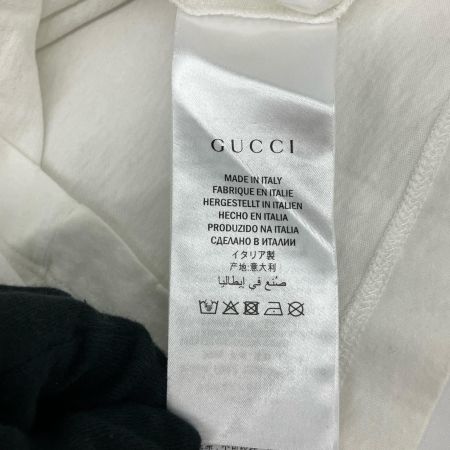 GUCCI
MADE IN ITALY
FABRIQUE EN ITALIE
HERGESTELLT IN ITALIEN
HECHO EN ITALIA
PRODUZIDO NA ITALIA
СДЕЛАНО В ИТАЛИИ
イタリア製
产地:意大利
صُنع في إيطاليا